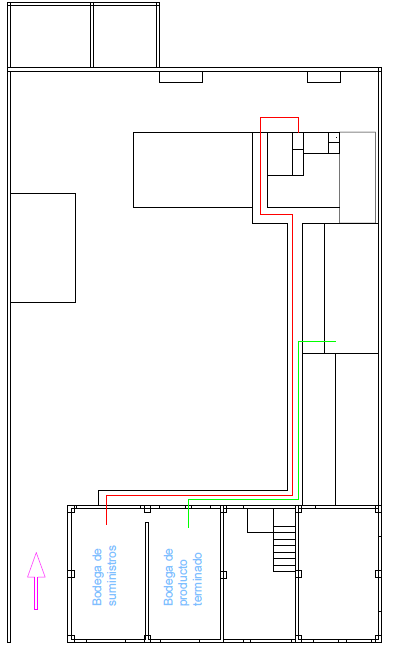 Bodega de
suministros
Bodega de
producto
terminado